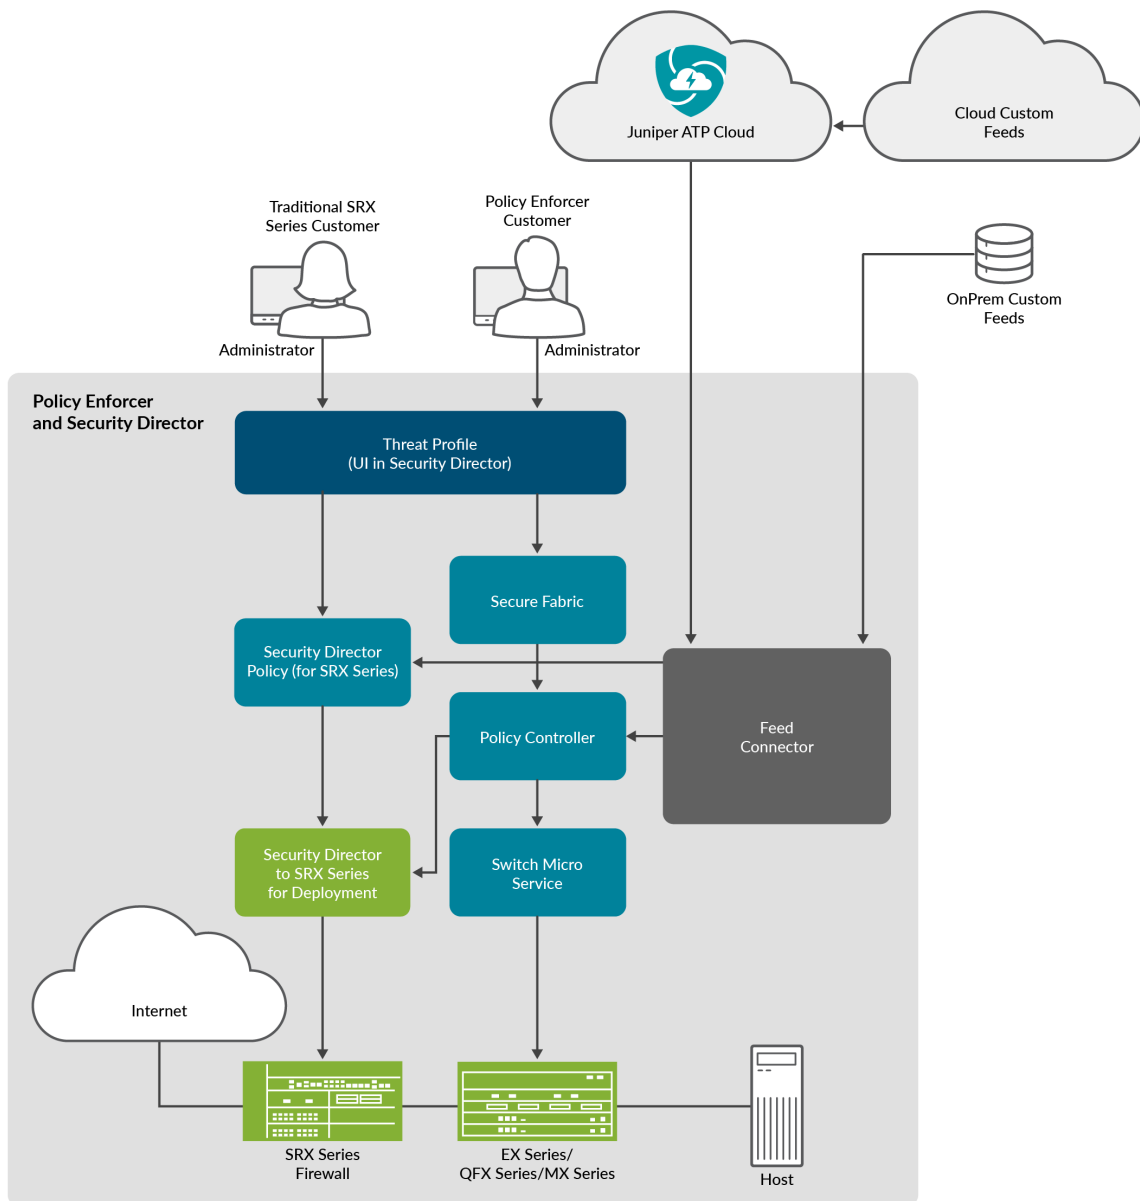 Juniper ATP Cloud
Cloud Custom
Feeds
Traditional SRX
Series Customer
Policy Enforcer
Customer
OnPrem Custom
Feeds
Administrator
Administrator
Policy Enforcer
and Security Director
Threat Profile
(UI in Security Director)
Secure Fabric
Security Director
Policy (for SRX Series)
Policy Controller
Feed
Connector
Security Director
to SRX Series
for Deployment
Switch Micro
Service
Internet
SRX Series
Firewall
EX Series/
QFX Series/MX Series
Host